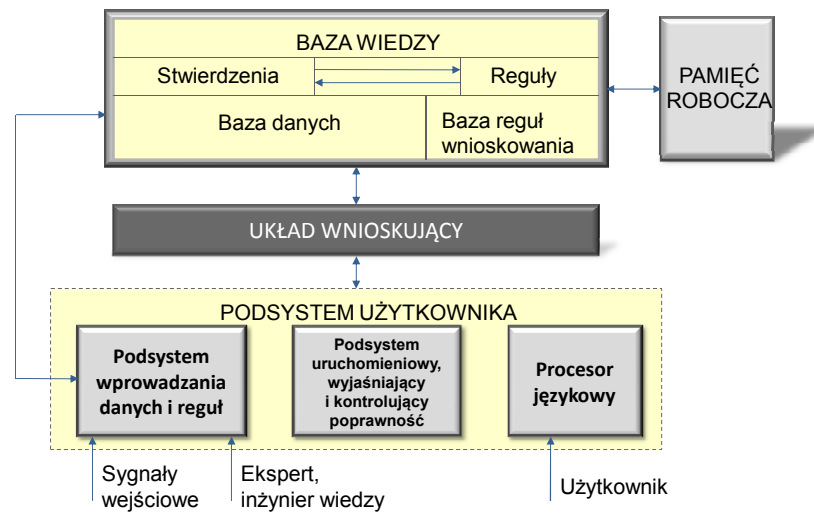 BAZA WIEDZY
Stwierdzenia
Reguły
Baza danych
Baza reguł
wnioskowania
PAMIĘĆ
ROBOCZA
UKŁAD WNIOSKUJĄCY
PODSYSTEM UŻYTKOWNIKA
Podsystem
wprowadzania
danych i reguł
Podsystem
uruchomieniowy,
wyjaśniający
i kontrolujący
poprawność
Procesor
językowy
Sygnały
wejściowe
Ekspert,
inżynier wiedzy
Użytkownik